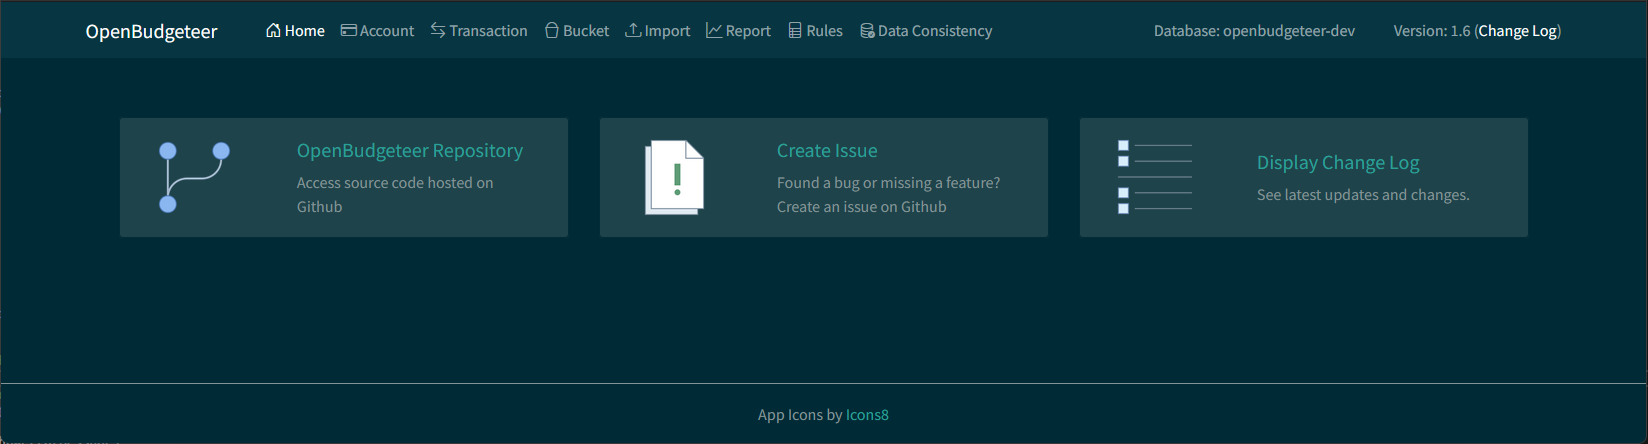 OpenBudgeteer Home Account Transaction Bucket Import Report Rules Data Consistency Database: openbudgeteer-dev Version: 1.6 (Change Log)
OpenBudgeteer Repository
Access source code hosted on
Github
!
Create Issue
Found a bug or missing a feature?
Create an issue on Github
Display Change Log
See latest updates and changes.
App Icons by Icons8